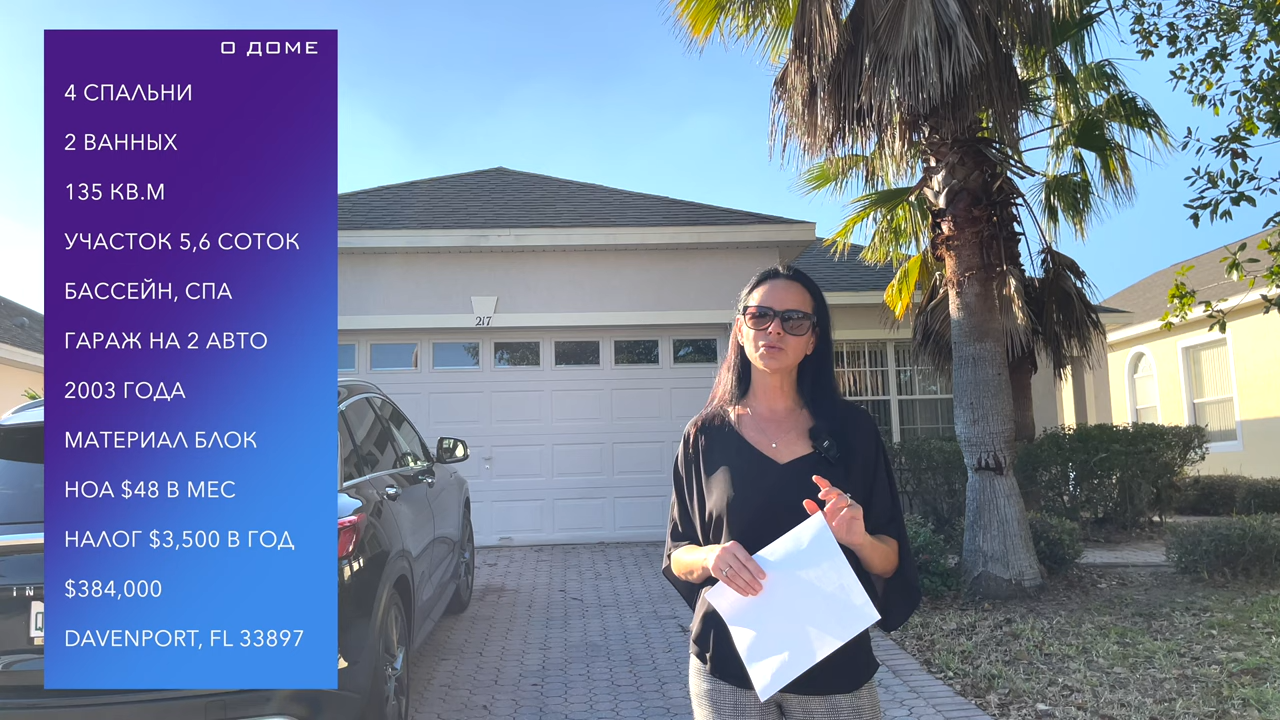 О ДОМЕ
4 СПАЛЬНИ
2 ВАННЫХ
135 КВ.М
УЧАСТОК 5,6 СОТОК
БАССЕЙН, СПА
ГАРАЖ НА 2 АВТО
2003 ГОДА
МАТЕРИАЛ БЛОК
НОА $48 В МЕС
НАЛОГ $3,500 В ГОД
$384,000
DAVENPORT, FL 33897
217